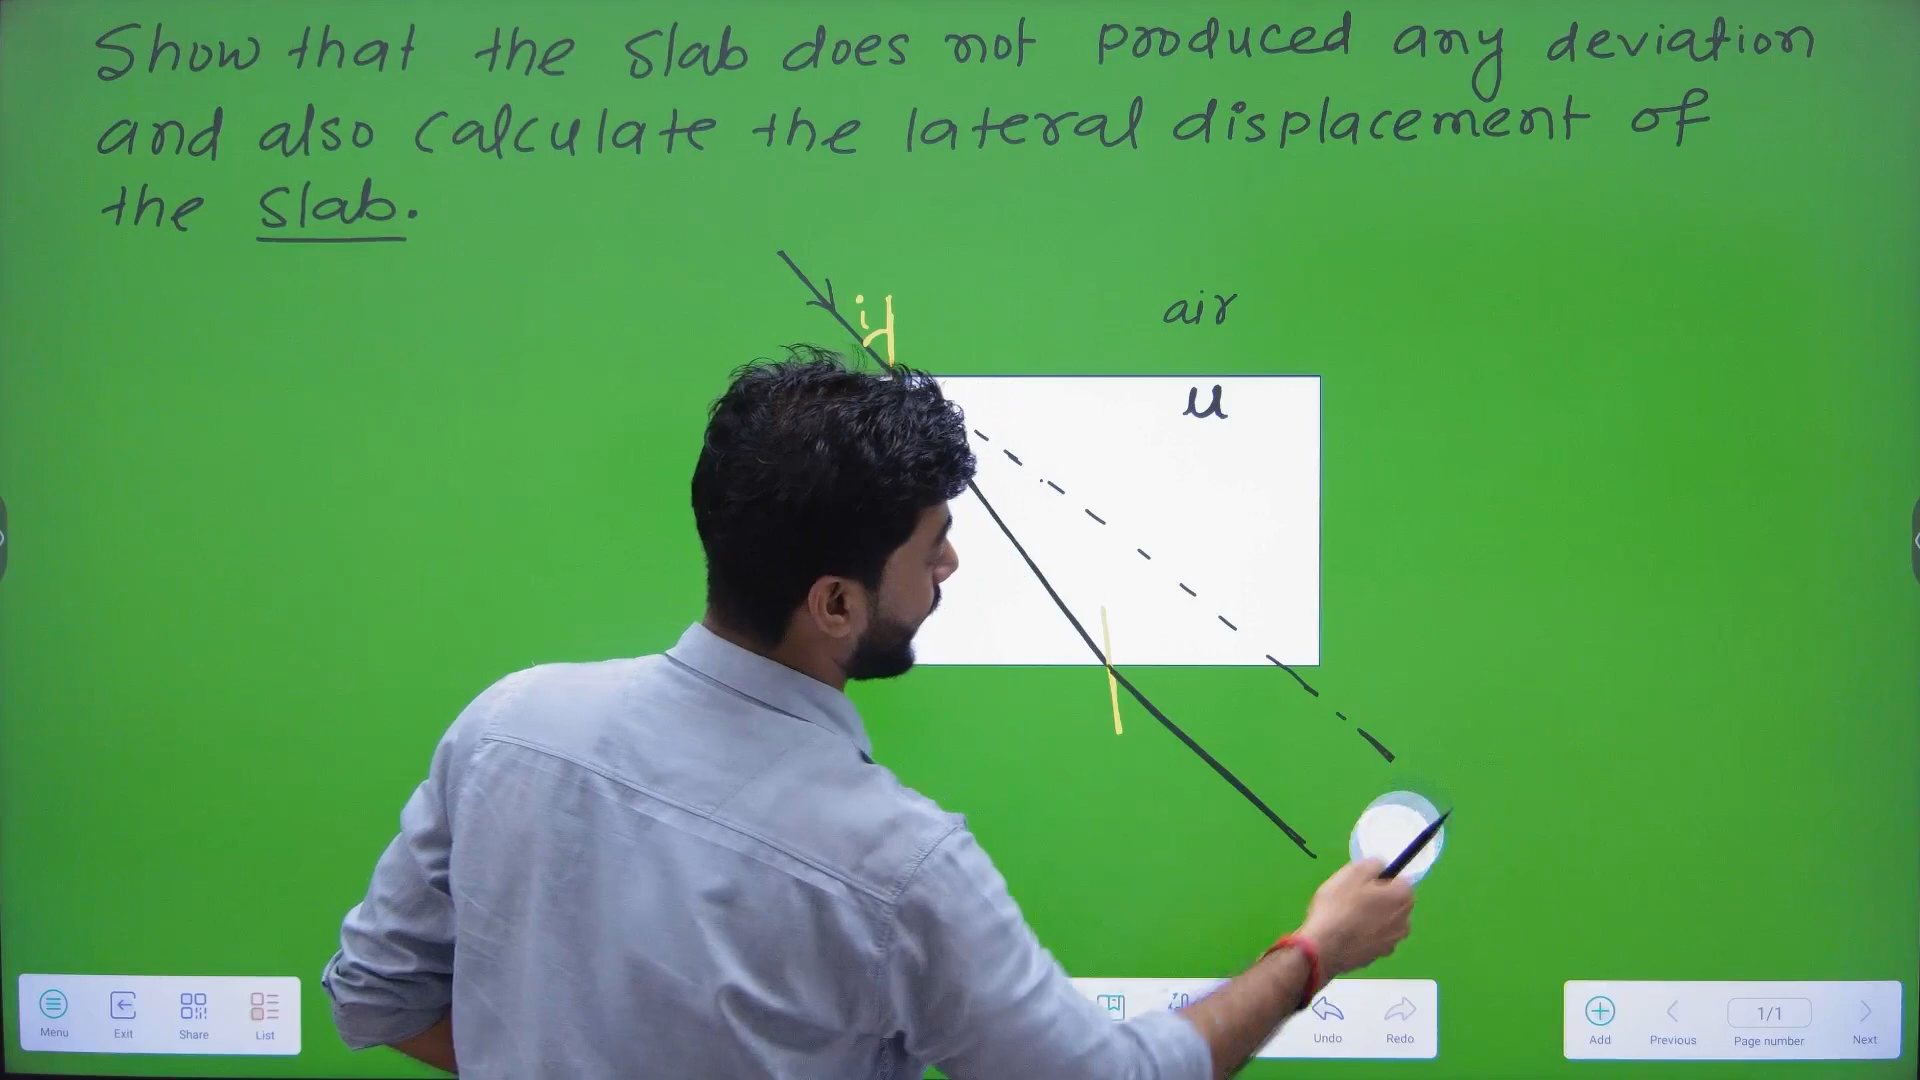 Show that the slab does not produced any deviation
and also calculate the lateral displacement of
the slab.
i
air
u
Menu
Exit
Share
List
Undo
Redo
Add
Previous
1/1
Page number
Next